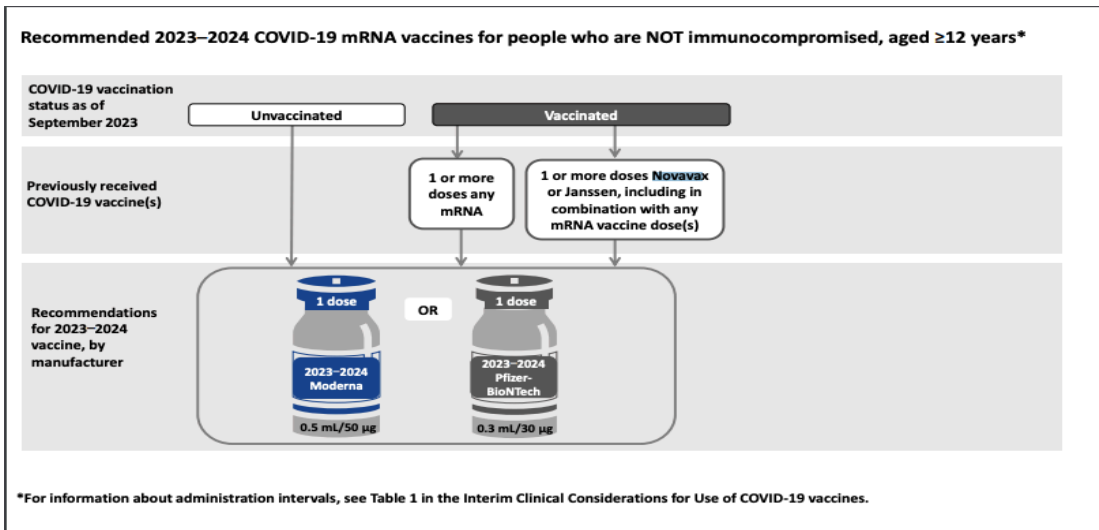 Recommended 2023–2024 COVID-19 mRNA vaccines for people who are NOT immunocompromised, aged ≥12 years*
COVID-19 vaccination
status as of
September 2023
Unvaccinated
Vaccinated
Previously received
COVID-19 vaccine(s)
1 or more
doses any
mRNA
1 or more doses Novavax
or Janssen, including in
combination with any
mRNA vaccine dose(s)
Recommendations
for 2023–2024
vaccine, by
manufacturer
1 dose
2023–2024
Moderna
0.5 mL/50 µg
OR
1 dose
2023–2024
Pfizer-
BioNTech
0.3 mL/30 µg
*For information about administration intervals, see Table 1 in the Interim Clinical Considerations for Use of COVID-19 vaccines.